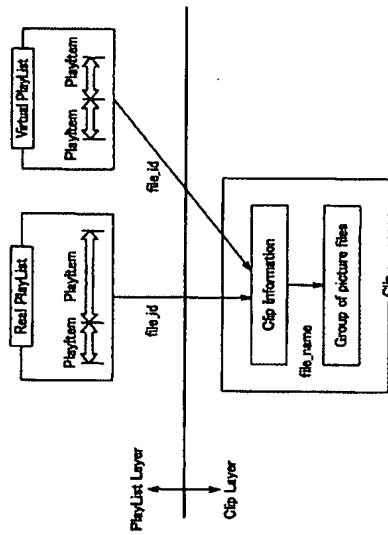 Real PlayList
PlayItem PlayItem
Virtual PlayList
PlayItem PlayItem
file_id
file_id
PlayList Layer
Clip Layer
Clip Information
file_name
Group of picture files
Clip